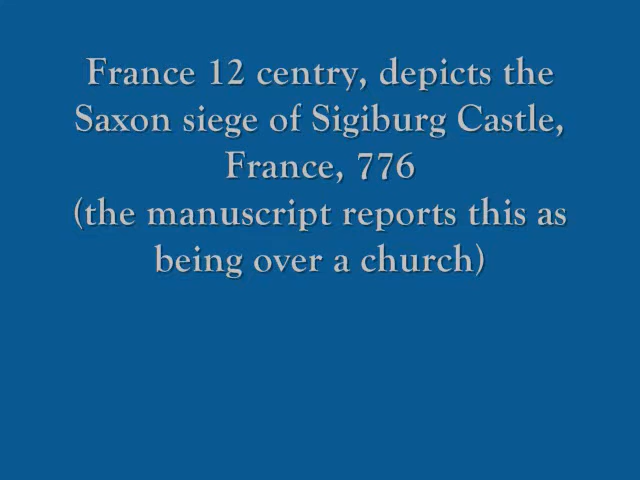 France 12 centry, depicts the
Saxon siege of Sigiburg Castle,
France, 776
(the manuscript reports this as
being over a church)